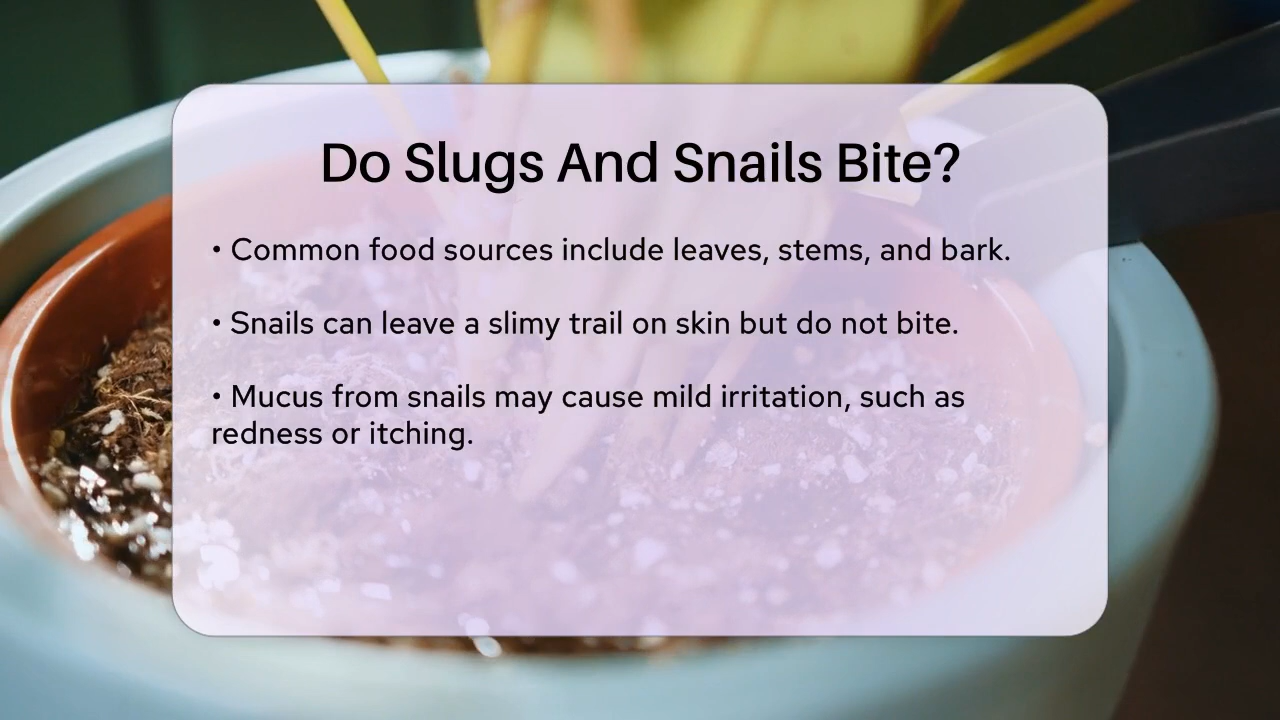 Do Slugs And Snails Bite?
• Common food sources include leaves, stems, and bark.
• Snails can leave a slimy trail on skin but do not bite.
• Mucus from snails may cause mild irritation, such as
redness or itching.